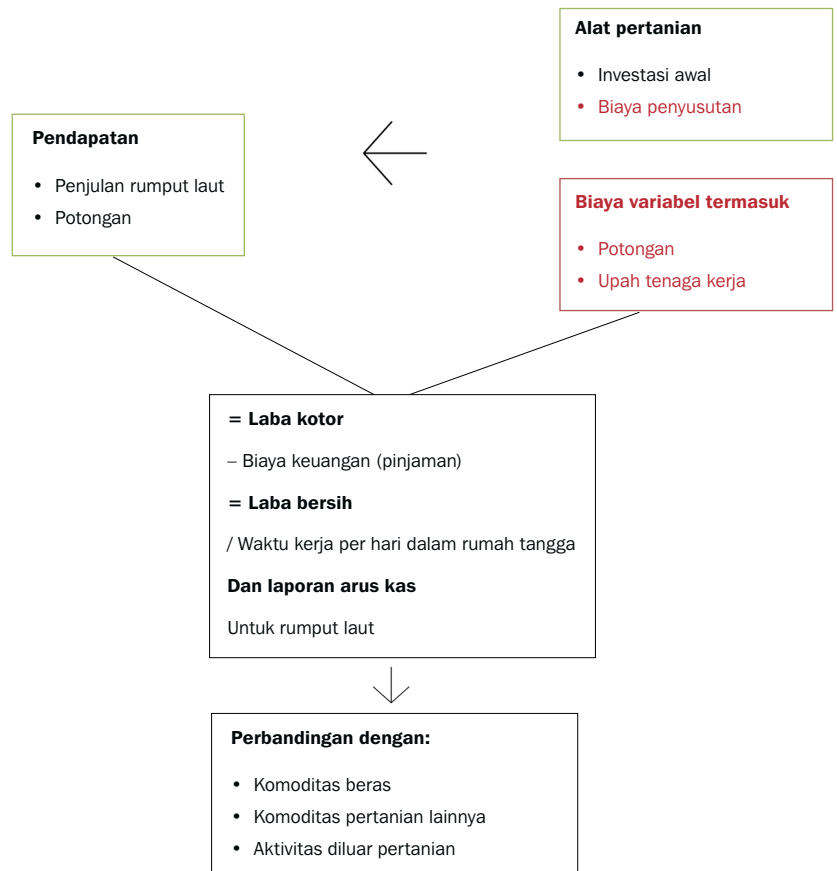 Alat pertanian
• Investasi awal
• Biaya penyusutan
Pendapatan
• Penjulan rumput laut
• Potongan
Biaya variabel termasuk
• Potongan
• Upah tenaga kerja
= Laba kotor
– Biaya keuangan (pinjaman)
= Laba bersih
/ Waktu kerja per hari dalam rumah tangga
Dan laporan arus kas
Untuk rumput laut
Perbandingan dengan:
• Komoditas beras
• Komoditas pertanian lainnya
• Aktivitas diluar pertanian